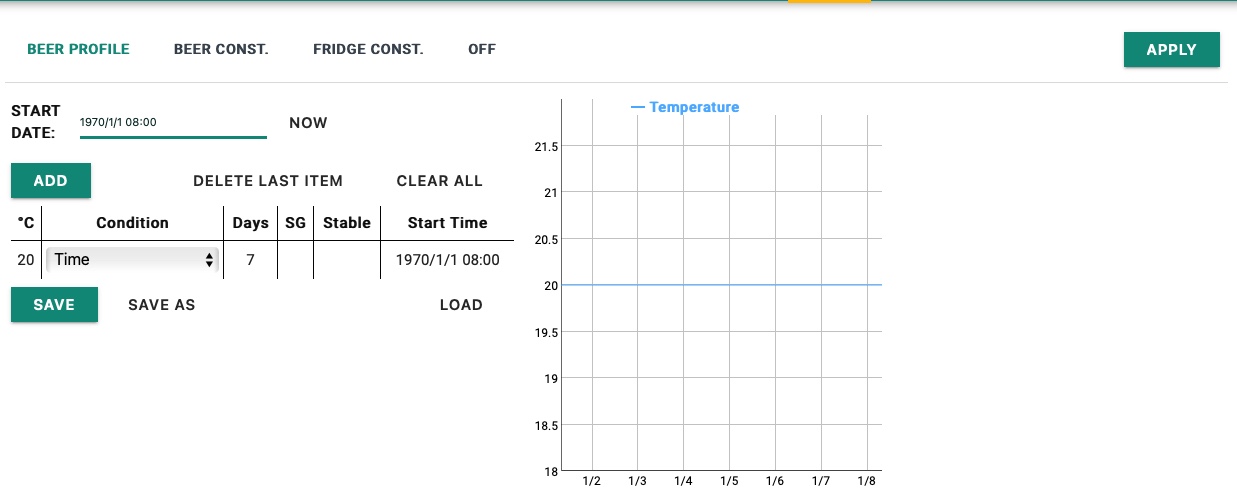 BEER PROFILE BEER CONST. FRIDGE CONST. OFF APPLY
START DATE: 1970/1/1 08:00 NOW
ADD DELETE LAST ITEM CLEAR ALL
°C Condition Days SG Stable Start Time
20 Time 7 1970/1/1 08:00
SAVE SAVE AS LOAD
Temperature
21.5
21
20.5
20
19.5
19
18.5
18
1/2 1/3 1/4 1/5 1/6 1/7 1/8